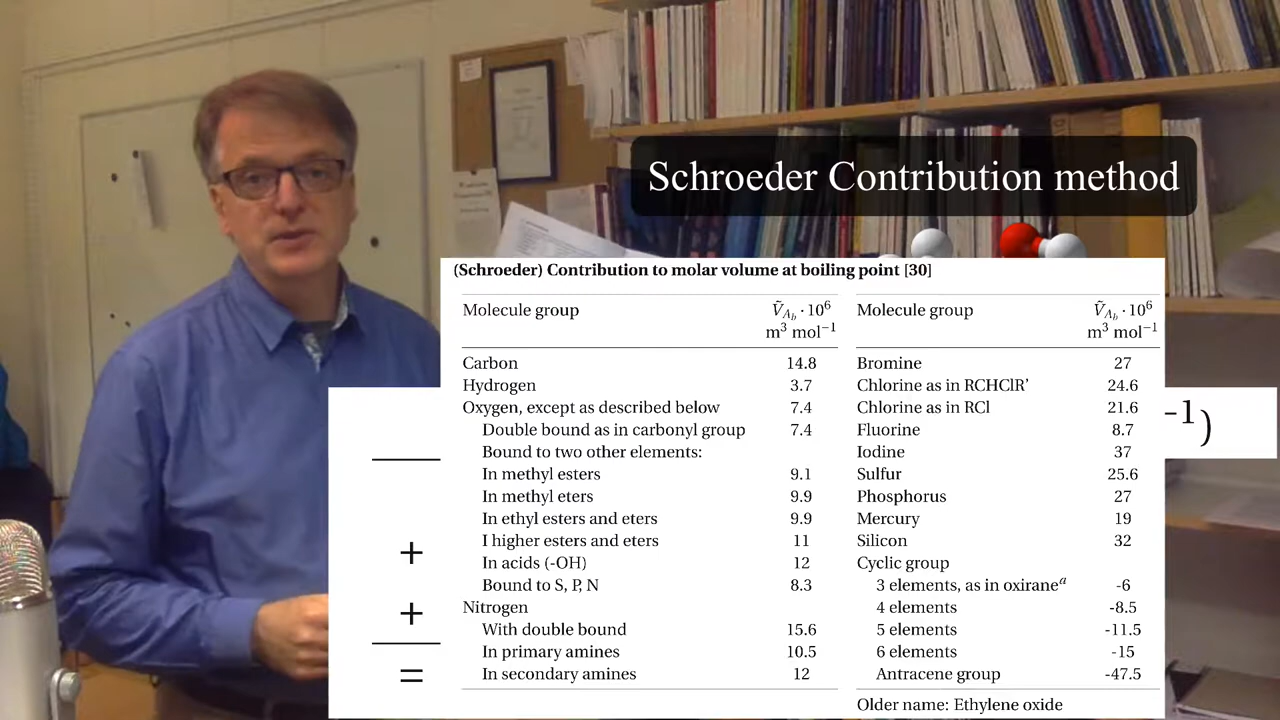 Schroeder Contribution method
(Schroeder) Contribution to molar volume at boiling point [30]
Molecule group Ṽ_{A_b} · 10⁶ m³ mol⁻¹
Carbon 14.8
Hydrogen 3.7
Oxygen, except as described below 7.4
Double bound as in carbonyl group 7.4
Bound to two other elements:
In methyl esters 9.1
In methyl eters 9.9
In ethyl esters and eters 9.9
I higher esters and eters 11
In acids (-OH) 12
Bound to S, P, N 8.3
Nitrogen
With double bound 15.6
In primary amines 10.5
In secondary amines 12
Molecule group Ṽ_{A_b} · 10⁶ m³ mol⁻¹
Bromine 27
Chlorine as in RCHClR’ 24.6
Chlorine as in RCl 21.6
Fluorine 8.7
Iodine 37
Sulfur 25.6
Phosphorus 27
Mercury 19
Silicon 32
Cyclic group
3 elements, as in oxiraneᵃ -6
4 elements -8.5
5 elements -11.5
6 elements -15
Antracene group -47.5
Older name: Ethylene oxide
⁻¹)
+
+
=